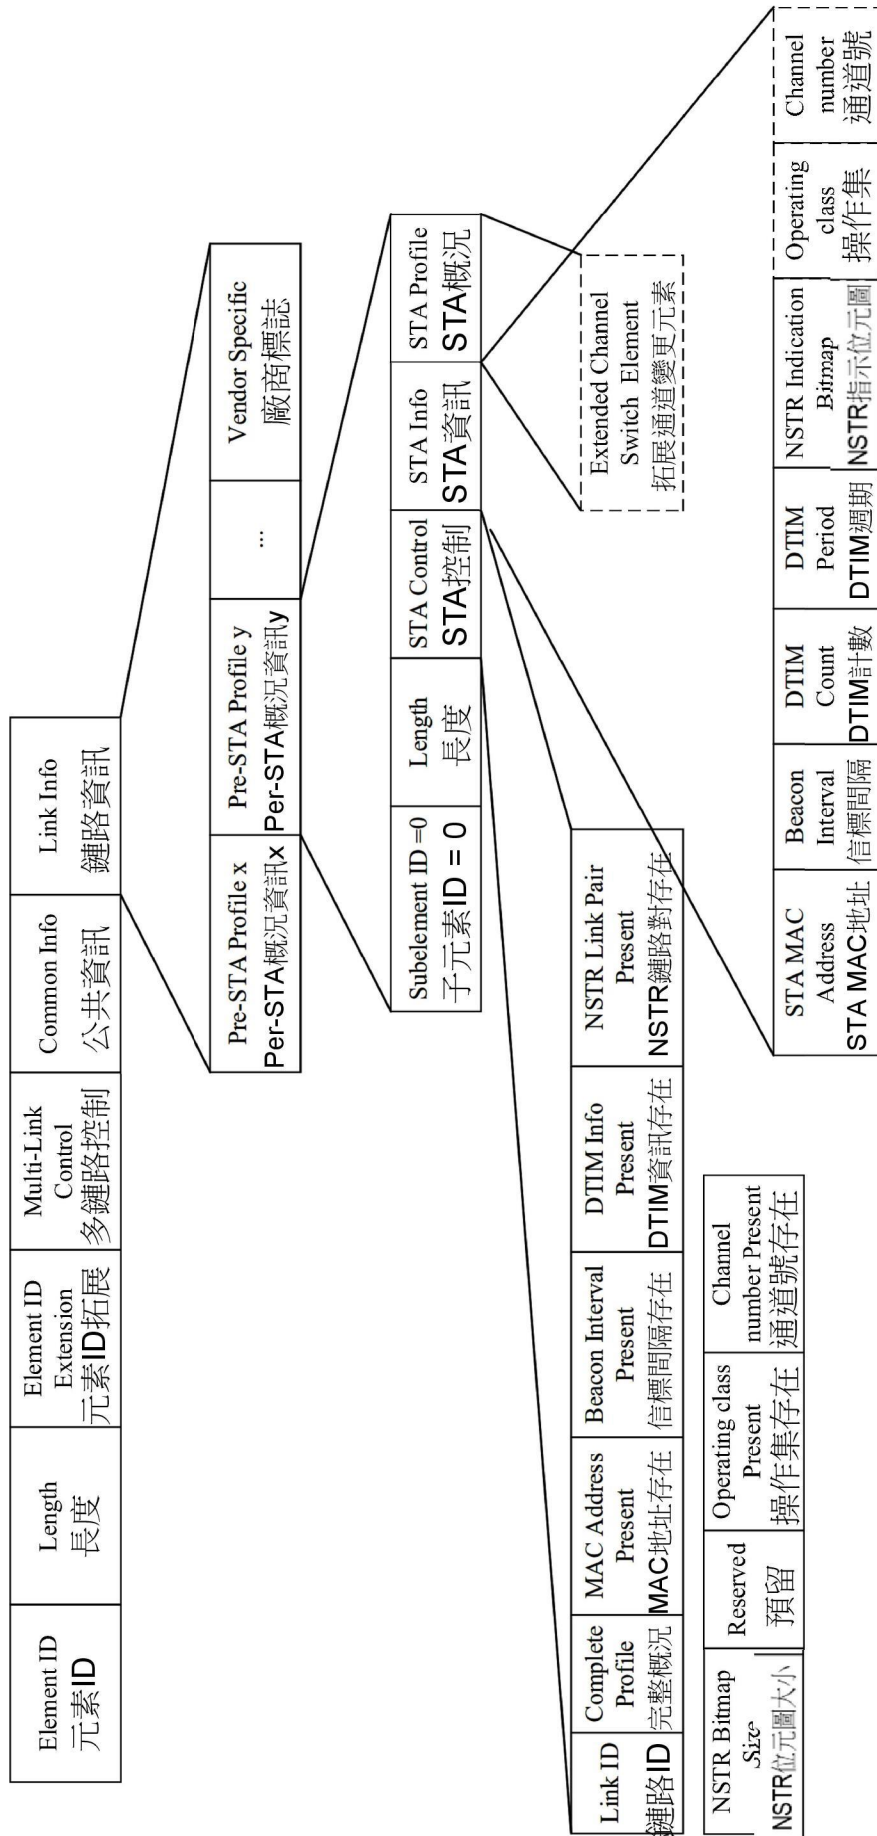 Element ID
元素ID
Length
長度
Element ID
Extension
元素ID拓展
Multi-Link
Control
多鏈路控制
Common Info
公共資訊
Link Info
鏈路資訊
Pre-STA Profile x
Per-STA概況資訊x
Pre-STA Profile y
Per-STA概況資訊y
...
Vendor Specific
廠商標誌
Subelement ID =0
子元素ID = 0
Length
長度
STA Control
STA控制
STA Info
STA資訊
STA Profile
STA概況
Extended Channel
Switch Element
拓展通道變更元素
Link ID
鏈路ID
Complete
Profile
完整概況
MAC Address
Present
MAC地址存在
Beacon Interval
Present
信標間隔存在
DTIM Info
Present
DTIM資訊存在
NSTR Link Pair
Present
NSTR鏈路對存在
NSTR Bitmap
Size
NSTR位元圖大小
Reserved
預留
Operating class
Present
操作集存在
Channel
number Present
通道號存在
STA MAC
Address
STA MAC地址
Beacon
Interval
信標間隔
DTIM
Count
DTIM計數
DTIM
Period
DTIM週期
NSTR Indication
Bitmap
NSTR指示位元圖
Operating
class
操作集
Channel
number
通道號